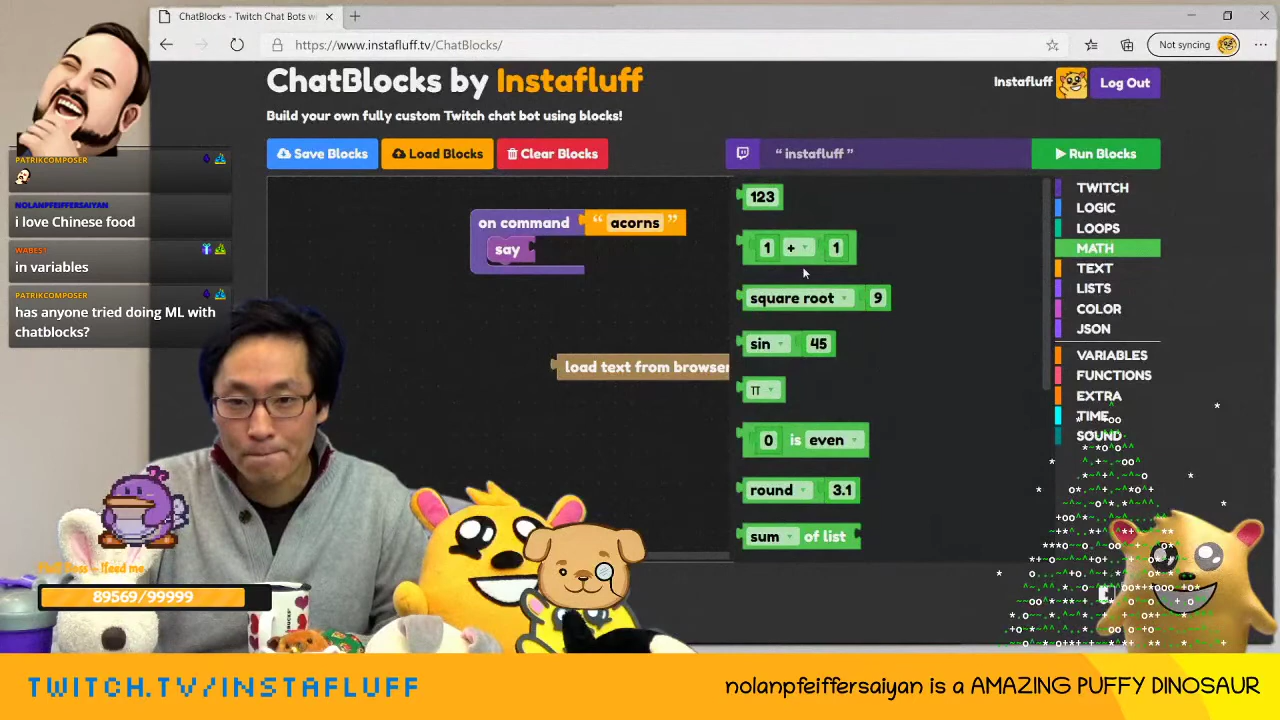 ChatBlocks - Twitch Chat Bots w
https://www.instafluff.tv/ChatBlocks/
Not syncing
ChatBlocks by Instafluff
Instafluff
Log Out
Build your own fully custom Twitch chat bot using blocks!
Save Blocks
Load Blocks
Clear Blocks
“ instafluff ”
Run Blocks
PATRIKCOMPOSER
NOLANPFEIFFERSAIYAN
i love Chinese food
WABES1
in variables
PATRIKCOMPOSER
has anyone tried doing ML with
chatblocks?
on command “ acorns ”
say
load text from browser
123
1 + 1
square root 9
sin 45
π
0 is even
round 3.1
sum of list
TWITCH
LOGIC
LOOPS
MATH
TEXT
LISTS
COLOR
JSON
VARIABLES
FUNCTIONS
EXTRA
TIME
SOUND
89569/99999
TWITCH.TV/INSTAFLUFF
nolanpfeiffersaiyan is a AMAZING PUFFY DINOSAUR